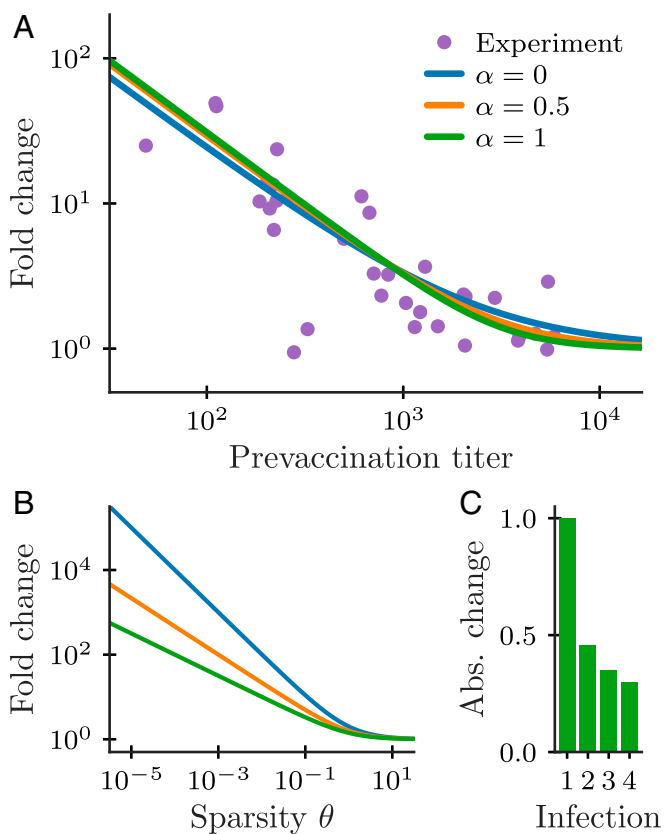 A
Experiment
α = 0
α = 0.5
α = 1
Fold change
10²
10¹
10⁰
10² 10³ 10⁴
Prevaccination titer
B
Fold change
10⁴
10²
10⁰
10⁻⁵ 10⁻³ 10⁻¹ 10¹
Sparsity θ
C
Abs. change
1.0
0.5
0.0
1 2 3 4
Infection